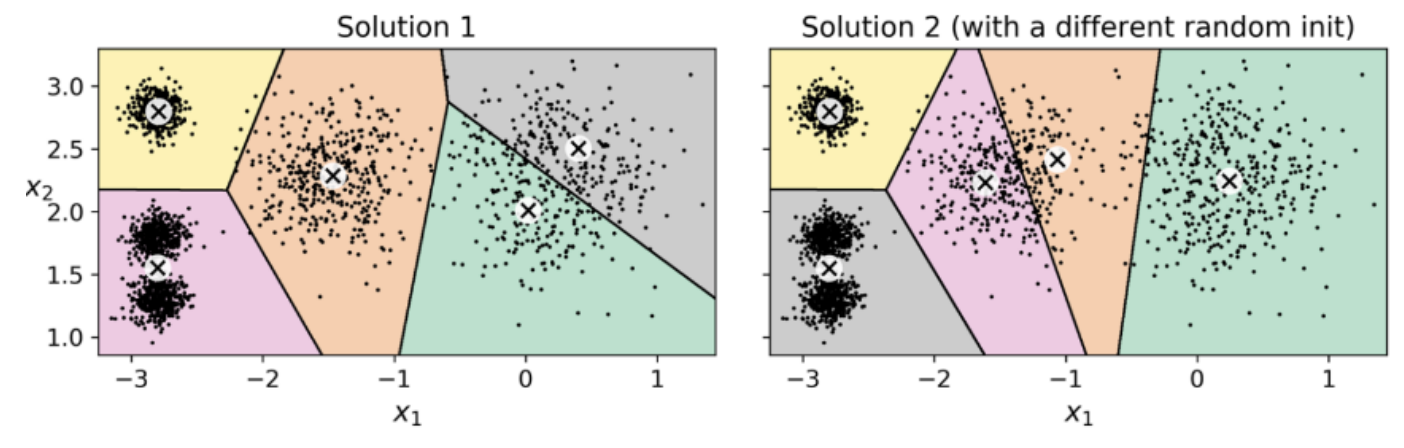 Solution 1
Solution 2 (with a different random init)
x₂
3.0
2.5
2.0
1.5
1.0
−3 −2 −1 0 1
−3 −2 −1 0 1
x₁
x₁